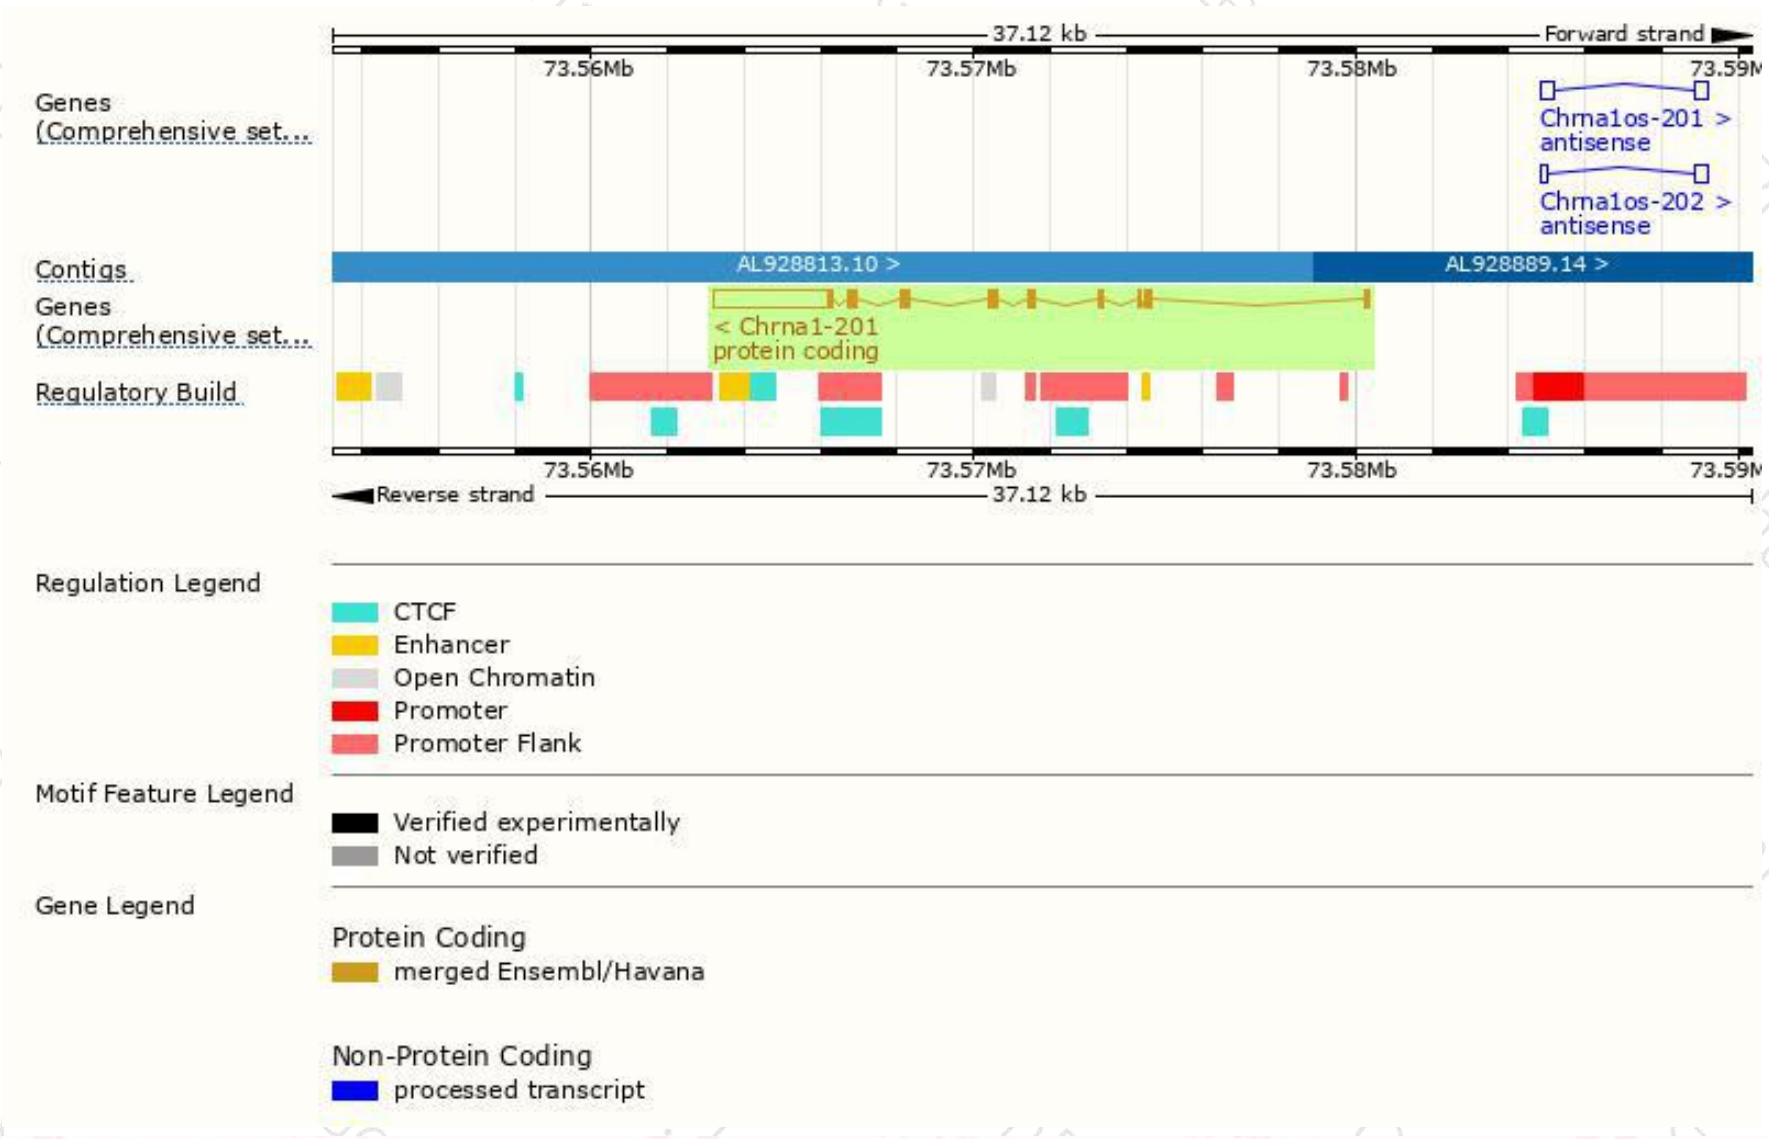 37.12 kb
Forward strand
73.56Mb 73.57Mb 73.58Mb 73.59M
Genes
(Comprehensive set...
Chrna1os-201 >
antisense
Chrna1os-202 >
antisense
Contigs
AL928813.10 >
AL928889.14 >
Genes
(Comprehensive set...
< Chrna1-201
protein coding
Regulatory Build
73.56Mb 73.57Mb 73.58Mb 73.59M
Reverse strand
37.12 kb
Regulation Legend
CTCF
Enhancer
Open Chromatin
Promoter
Promoter Flank
Motif Feature Legend
Verified experimentally
Not verified
Gene Legend
Protein Coding
merged Ensembl/Havana
Non-Protein Coding
processed transcript